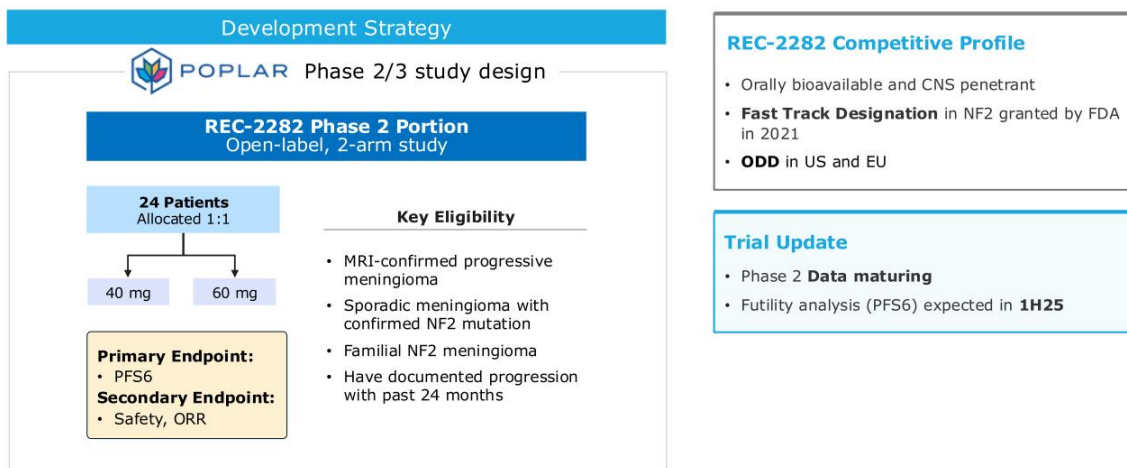 Development Strategy
POPLAR Phase 2/3 study design
REC-2282 Phase 2 Portion
Open-label, 2-arm study
24 Patients
Allocated 1:1
40 mg
60 mg
Primary Endpoint:
• PFS6
Secondary Endpoint:
• Safety, ORR
Key Eligibility
• MRI-confirmed progressive
meningioma
• Sporadic meningioma with
confirmed NF2 mutation
• Familial NF2 meningioma
• Have documented progression
with past 24 months
REC-2282 Competitive Profile
• Orally bioavailable and CNS penetrant
• Fast Track Designation in NF2 granted by FDA
in 2021
• ODD in US and EU
Trial Update
• Phase 2 Data maturing
• Futility analysis (PFS6) expected in 1H25